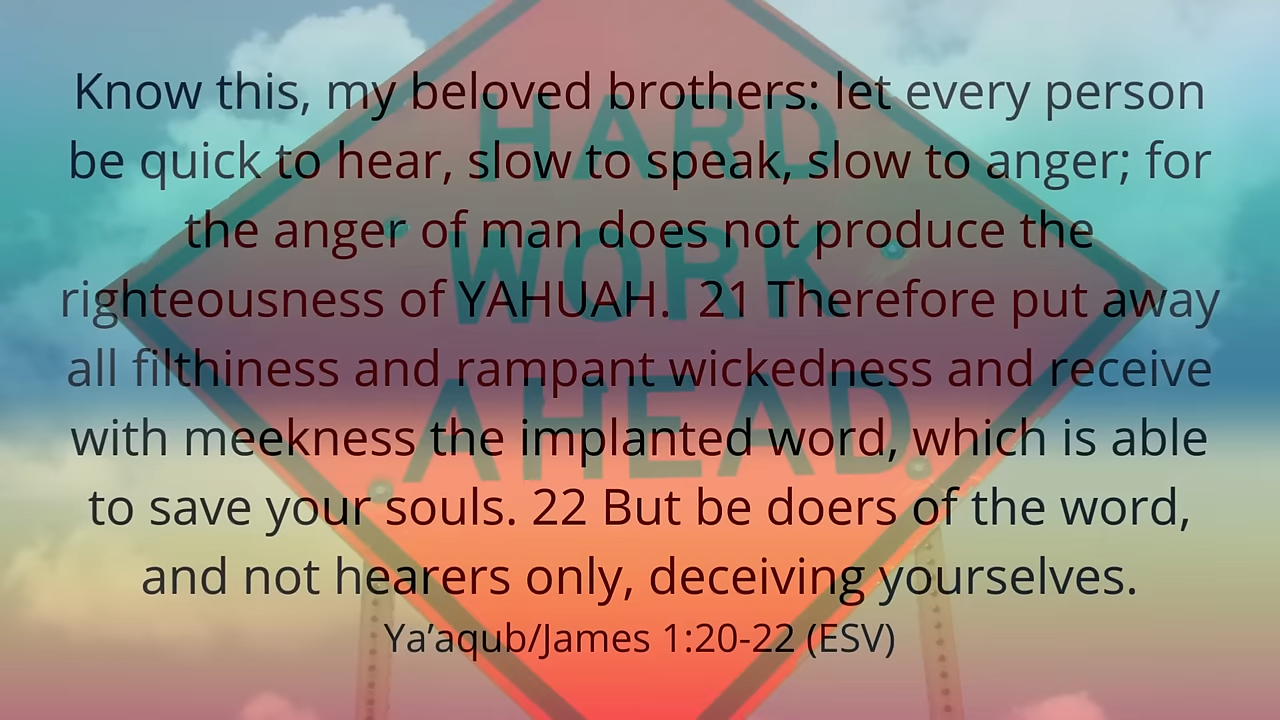 Know this, my beloved brothers: let every person
be quick to hear, slow to speak, slow to anger; for
the anger of man does not produce the
righteousness of YAHUAH.  21 Therefore put away
all filthiness and rampant wickedness and receive
with meekness the implanted word, which is able
to save your souls. 22 But be doers of the word,
and not hearers only, deceiving yourselves.
Ya’aqub/James 1:20-22 (ESV)
HARD
WORK
AHEAD